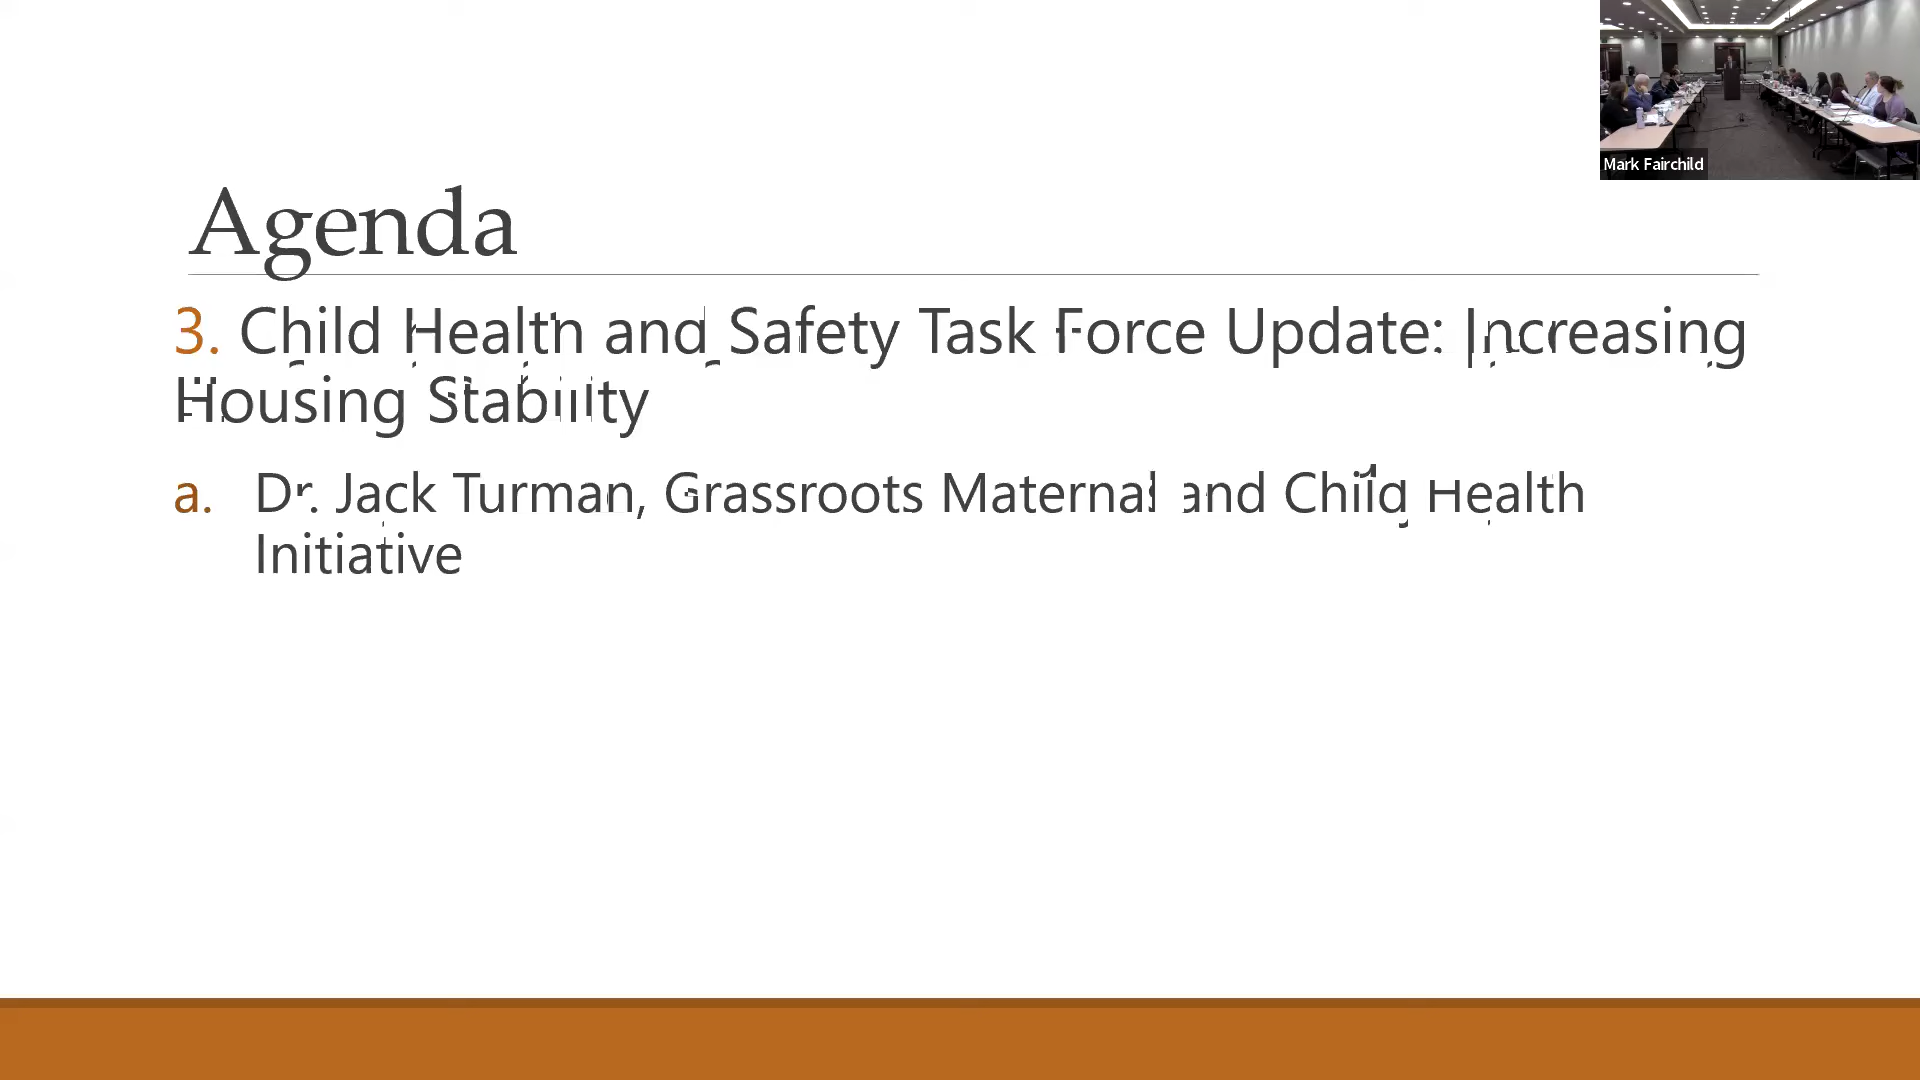 Mark Fairchild
Agenda
3. Child Health and Safety Task Force Update: Increasing
Housing Stability
a. Dr. Jack Turman, Grassroots Maternal and Child Health
Initiative